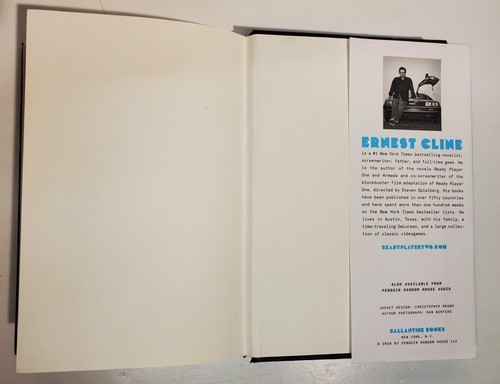 ERNEST CLINE
is a #1 New York Times bestselling novelist,
screenwriter, father, and full-time geek. He
is the author of the novels Ready Player
One and Armada and co-screenwriter of the
blockbuster film adaptation of Ready Player
One, directed by Steven Spielberg. His books
have been published in over fifty countries
and have spent more than one hundred weeks
on the New York Times bestseller lists. He
lives in Austin, Texas, with his family, a
time-traveling DeLorean, and a large collec-
tion of classic videogames.
READYPLAYERTWO.COM
ALSO AVAILABLE FROM
PENGUIN RANDOM HOUSE AUDIO
JACKET DESIGN: CHRISTOPHER BRAND
AUTHOR PHOTOGRAPH: DAN WINTERS
BALLANTINE BOOKS
NEW YORK, N.Y.
© 2020 BY PENGUIN RANDOM HOUSE LLC